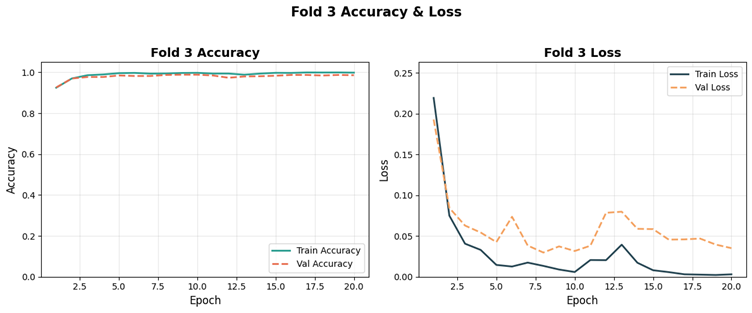 Fold 3 Accuracy & Loss
Fold 3 Accuracy
Accuracy
1.0
0.8
0.6
0.4
0.2
0.0
2.5 5.0 7.5 10.0 12.5 15.0 17.5 20.0
Epoch
Train Accuracy
Val Accuracy
Fold 3 Loss
Loss
0.25
0.20
0.15
0.10
0.05
0.00
2.5 5.0 7.5 10.0 12.5 15.0 17.5 20.0
Epoch
Train Loss
Val Loss